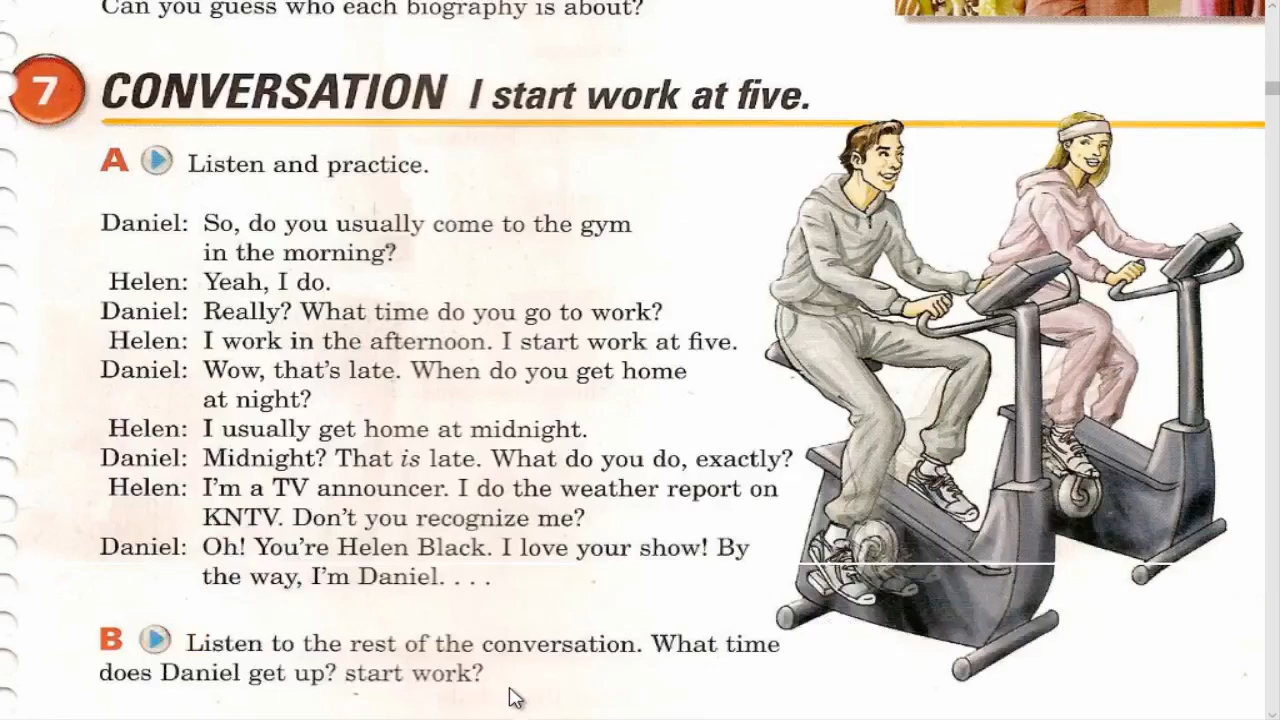 Can you guess who each biography is about?
7 CONVERSATION I start work at five.
A Listen and practice.
Daniel: So, do you usually come to the gym
in the morning?
Helen: Yeah, I do.
Daniel: Really? What time do you go to work?
Helen: I work in the afternoon. I start work at five.
Daniel: Wow, that's late. When do you get home
at night?
Helen: I usually get home at midnight.
Daniel: Midnight? That is late. What do you do, exactly?
Helen: I'm a TV announcer. I do the weather report on
KNTV. Don't you recognize me?
Daniel: Oh! You're Helen Black. I love your show! By
the way, I'm Daniel. . . .
B Listen to the rest of the conversation. What time
does Daniel get up? start work?